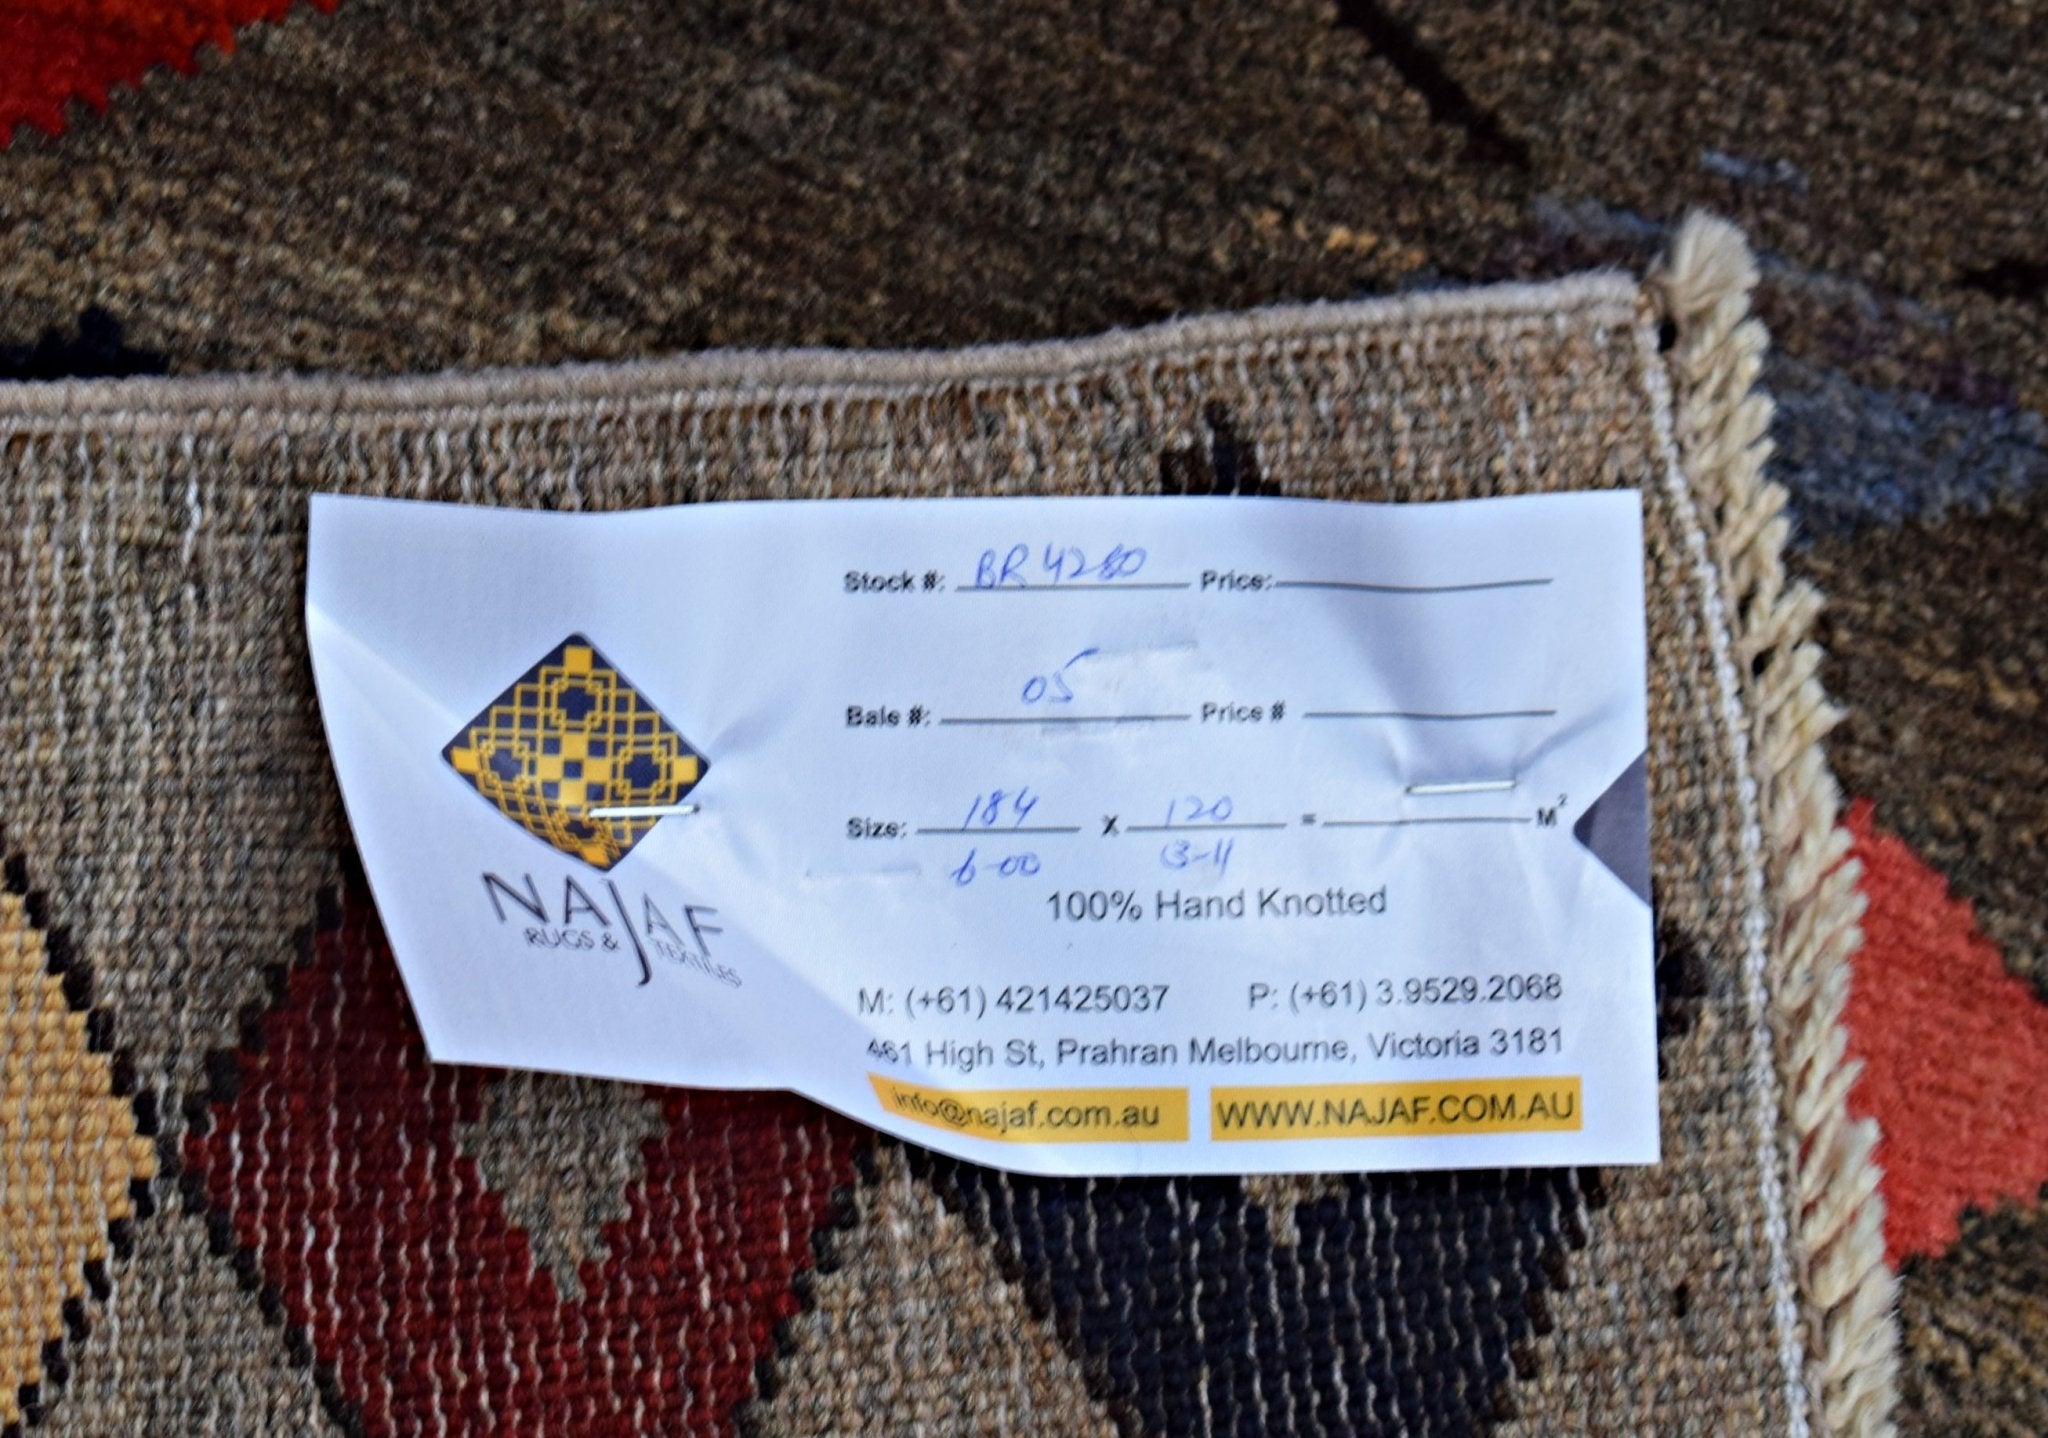 Stock #: BR 4280 Price:
Bale #: 05 Price #
Size: 184 X 120 = M²
6-00 3-11
100% Hand Knotted
NAJAF
RUGS & TEXTILES
M: (+61) 421425037 P: (+61) 3.9529.2068
461 High St, Prahran Melbourne, Victoria 3181
info@najaf.com.au WWW.NAJAF.COM.AU